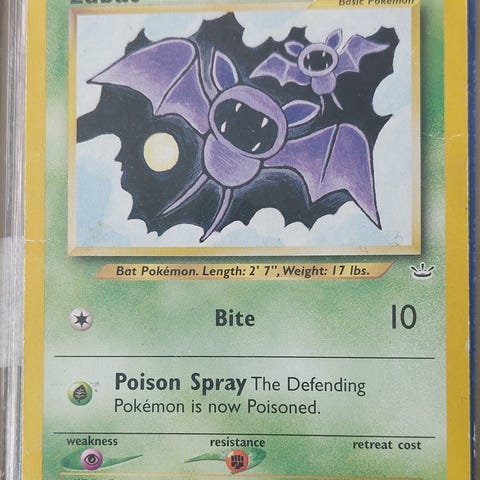 Zubat
Basic Pokémon
Bat Pokémon. Length: 2' 7", Weight: 17 lbs.
Bite 10
Poison Spray The Defending
Pokémon is now Poisoned.
weakness resistance retreat cost